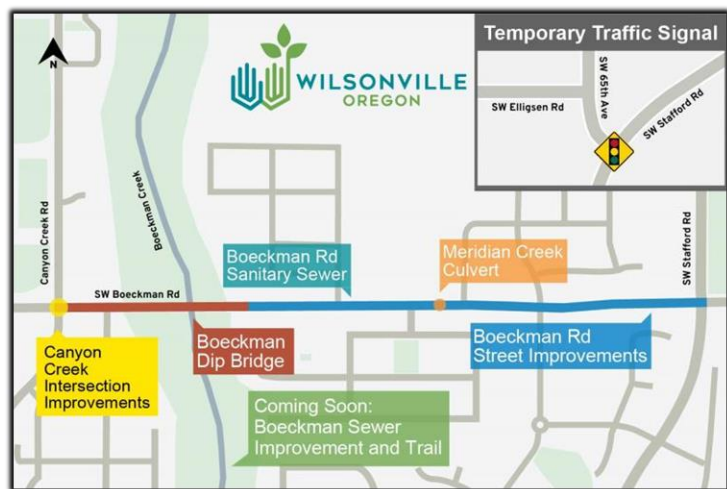 Temporary Traffic Signal
SW 65th Ave
SW Elligsen Rd
SW Stafford Rd
N
WILSONVILLE
OREGON
Canyon Creek Rd
Boeckman Creek
SW Stafford Rd
Boeckman Rd
Sanitary Sewer
Meridian Creek
Culvert
SW Boeckman Rd
Canyon
Creek
Intersection
Improvements
Boeckman
Dip Bridge
Boeckman Rd
Street Improvements
Coming Soon:
Boeckman Sewer
Improvement and Trail